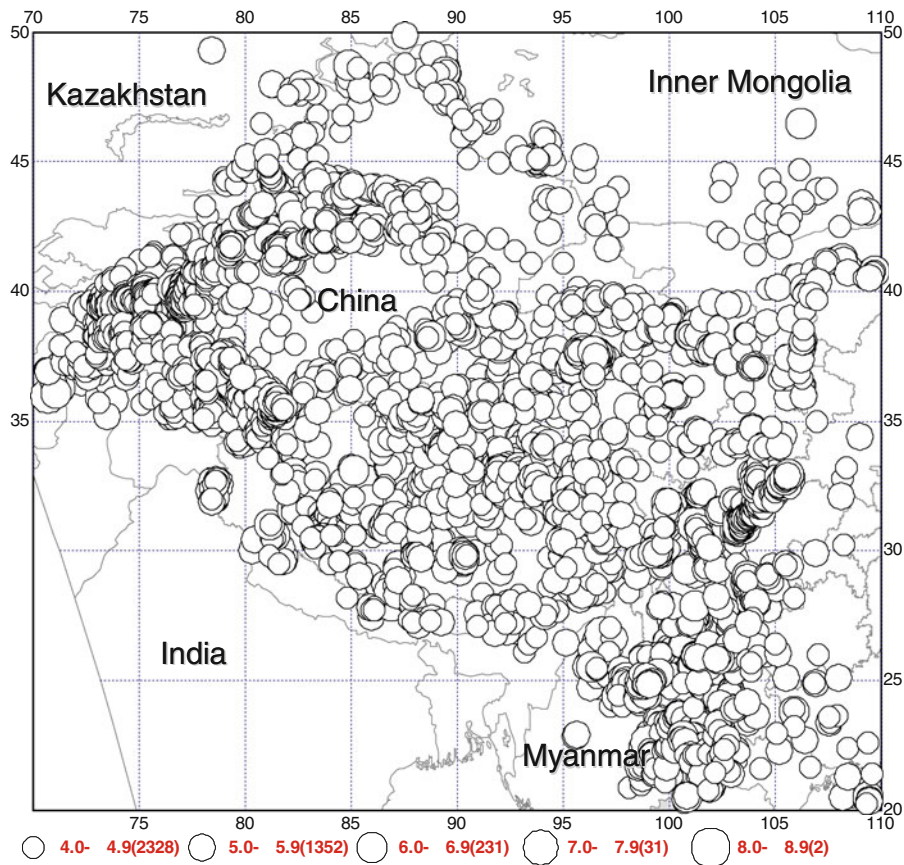 70 75 80 85 90 95 100 105 110
50 50
Kazakhstan Inner Mongolia
45 45
40 40
China
35 35
30 30
India
25 25
Myanmar
20 20
75 80 85 90 95 100 105 110
4.0- 4.9(2328) 5.0- 5.9(1352) 6.0- 6.9(231) 7.0- 7.9(31) 8.0- 8.9(2)